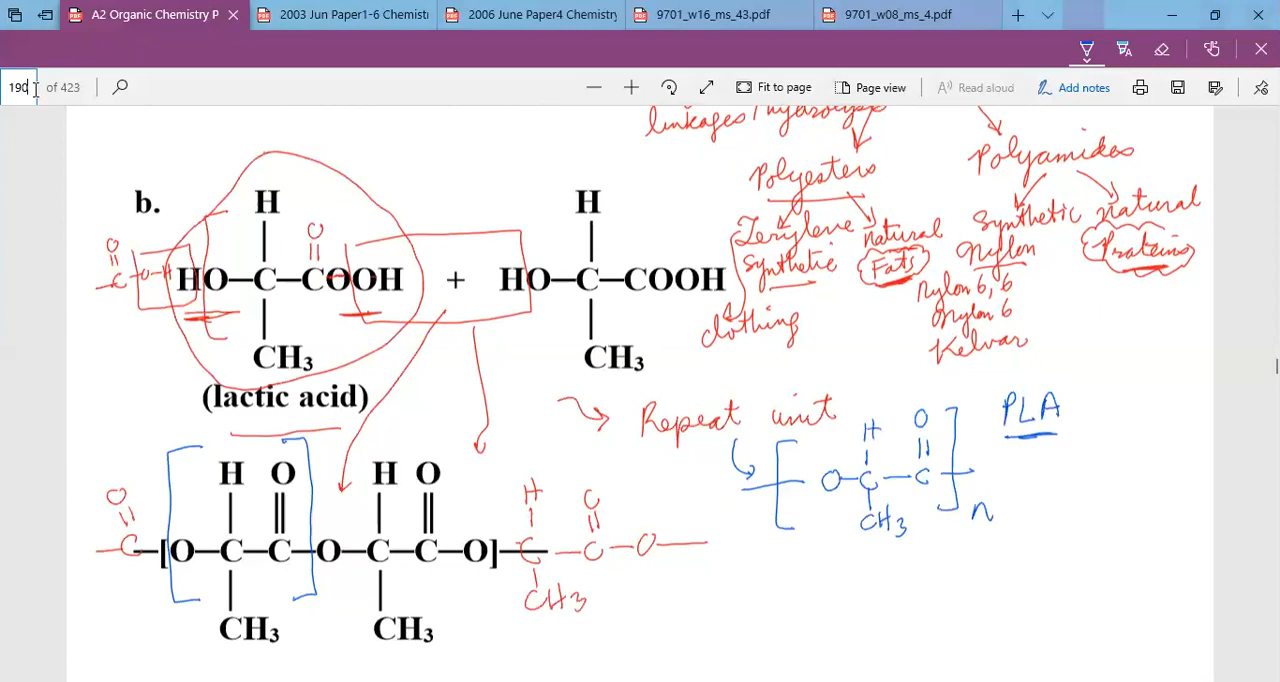 A2 Organic Chemistry P
2003 Jun Paper1-6 Chemistr
2006 June Paper4 Chemistry
9701_w16_ms_43.pdf
9701_w08_ms_4.pdf
190 of 423
Fit to page
Page view
Read aloud
Add notes
linkages / hydrolyse
Polyesters
Polyamides
Terylene
Synthetic
clothing
Natural
Fats
Synthetic
Nylon
Nylon 6,6
Nylon 6
Kelvar
Natural
Proteins
b.
H H
O O
C -O-H HO–C–COOH + HO–C–COOH
CH3 CH3
(lactic acid)
Repeat unit
PLA
H O
[ O–C–C ] n
CH3
O H O H O H O
C–[O–C–C–O–C–C–O]–C–C–O–
CH3 CH3 CH3